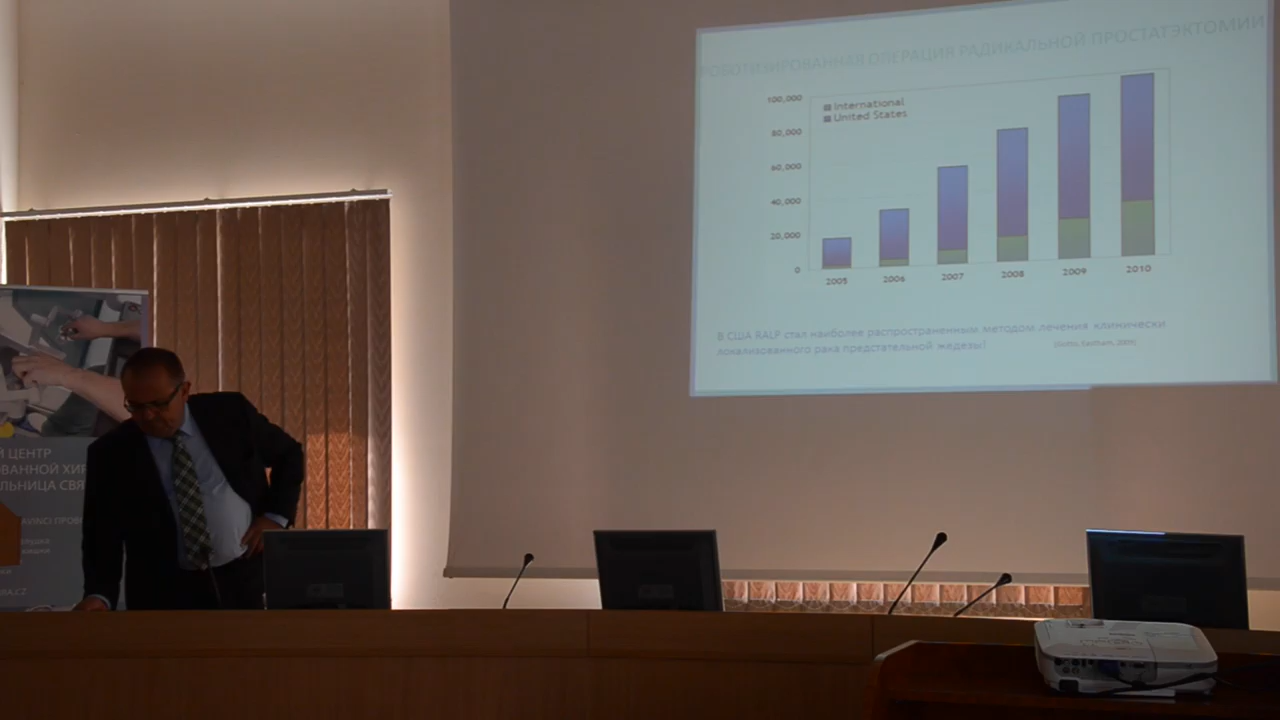 РОБОТИЗИРОВАННАЯ ОПЕРАЦИЯ РАДИКАЛЬНОЙ ПРОСТАТЭКТОМИИ
100,000
80,000
60,000
40,000
20,000
0
International
United States
2005
2006
2007
2008
2009
2010
В США RALP стал наиболее распространенным методом лечения клинически
локализованного рака предстательной железы!
2009)
ЦЕНТР
ОВАННОЙ ХИР
ЛЬНИЦА СВЯ